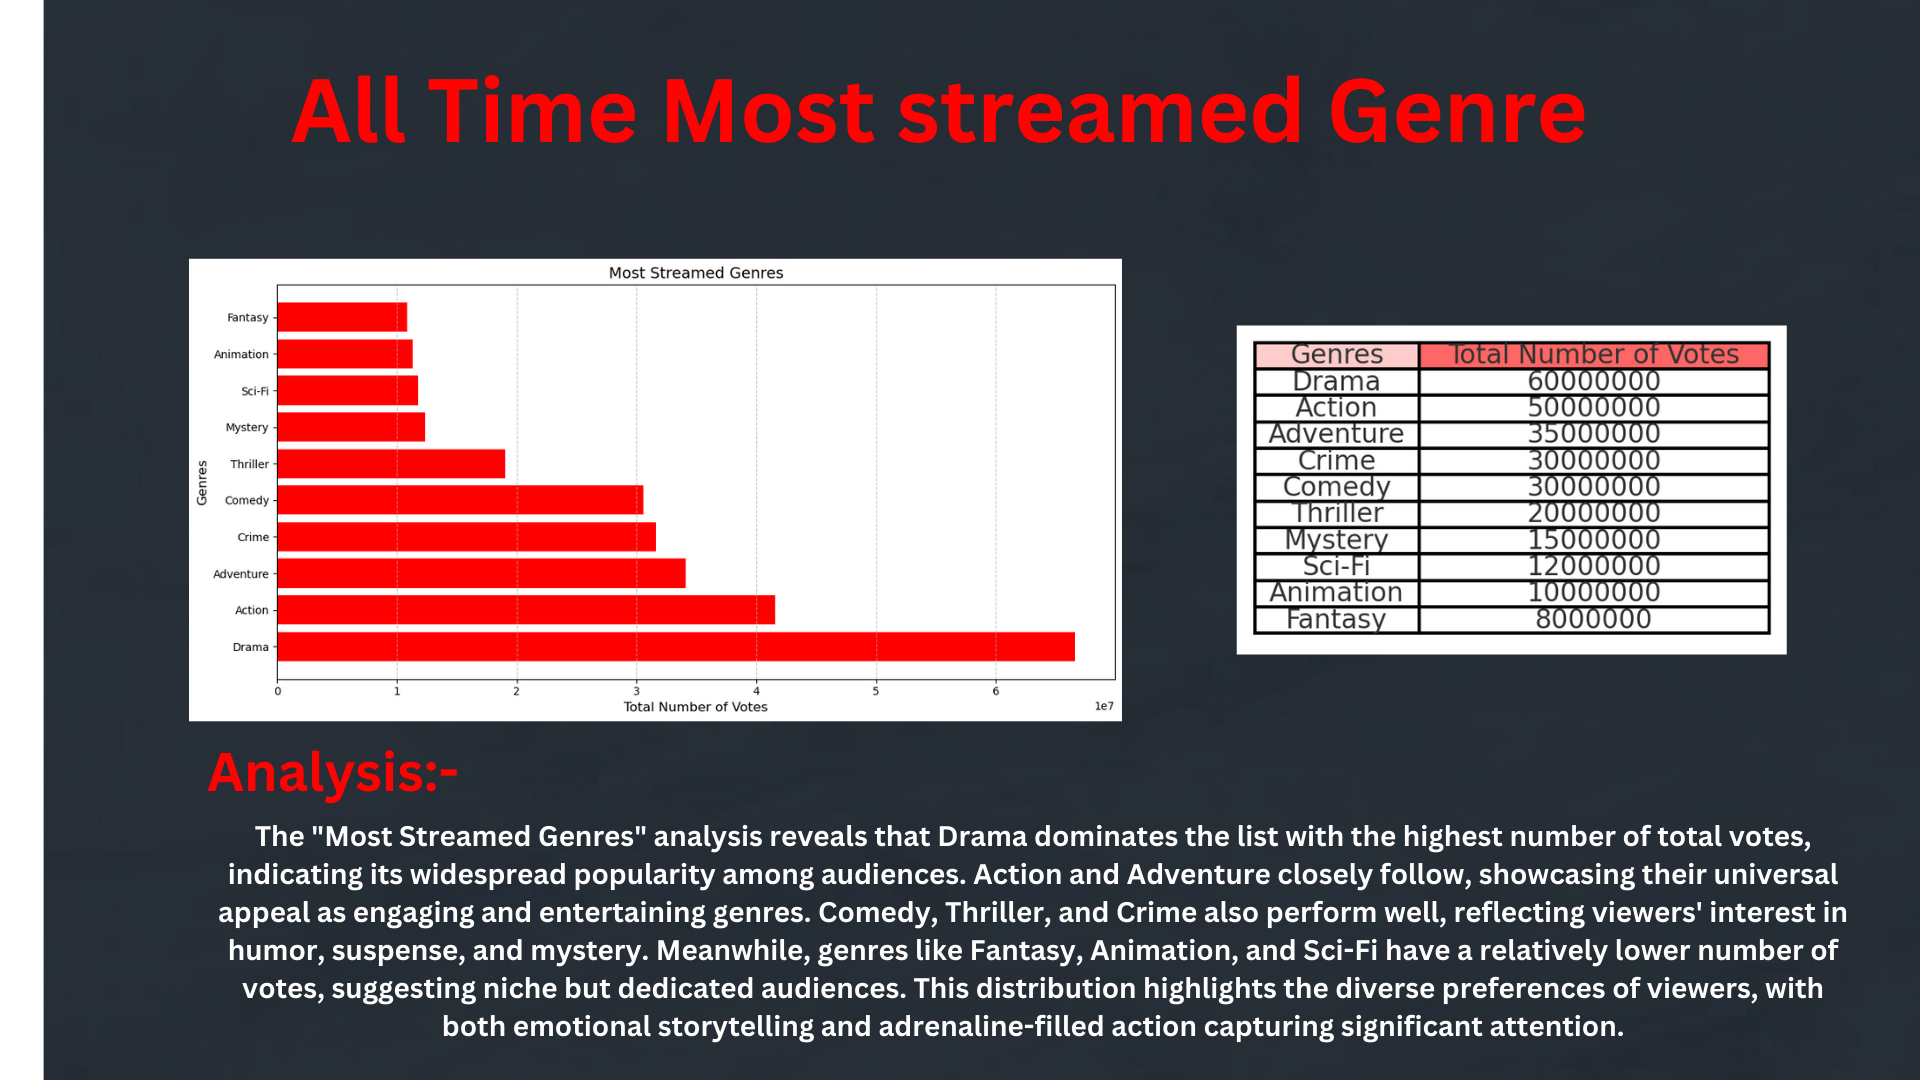 All Time Most streamed Genre
Most Streamed Genres
Fantasy
Animation
Sci-Fi
Mystery
Thriller
Comedy
Crime
Adventure
Action
Drama
Genres
0 1 2 3 4 5 6
1e7
Total Number of Votes
Genres Total Number of Votes
Drama 60000000
Action 50000000
Adventure 35000000
Crime 30000000
Comedy 30000000
Thriller 20000000
Mystery 15000000
Sci-Fi 12000000
Animation 10000000
Fantasy 8000000
Analysis:-
The "Most Streamed Genres" analysis reveals that Drama dominates the list with the highest number of total votes,
indicating its widespread popularity among audiences. Action and Adventure closely follow, showcasing their universal
appeal as engaging and entertaining genres. Comedy, Thriller, and Crime also perform well, reflecting viewers' interest in
humor, suspense, and mystery. Meanwhile, genres like Fantasy, Animation, and Sci-Fi have a relatively lower number of
votes, suggesting niche but dedicated audiences. This distribution highlights the diverse preferences of viewers, with
both emotional storytelling and adrenaline-filled action capturing significant attention.